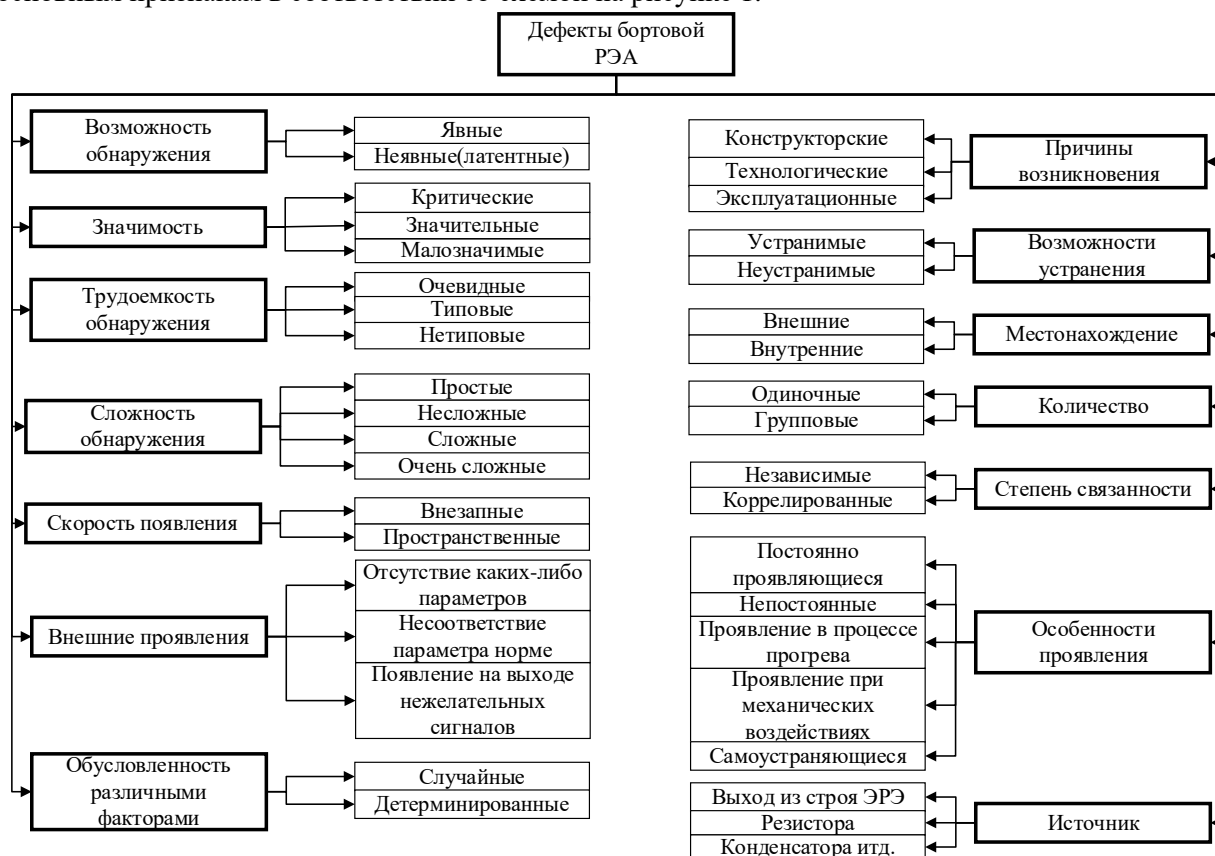 Дефекты бортовой
РЭА
Возможность
обнаружения
Явные
Неявные(латентные)
Значимость
Критические
Значительные
Малозначимые
Трудоемкость
обнаружения
Очевидные
Типовые
Нетиповые
Сложность
обнаружения
Простые
Несложные
Сложные
Очень сложные
Скорость появления
Внезапные
Пространственные
Внешние проявления
Отсутствие каких-либо
параметров
Несоответствие
параметра норме
Появление на выходе
нежелательных
сигналов
Обусловленность
различными
факторами
Случайные
Детерминированные
Конструкторские
Технологические
Эксплуатационные
Причины
возникновения
Устранимые
Неустранимые
Возможности
устранения
Внешние
Внутренние
Местонахождение
Одиночные
Групповые
Количество
Независимые
Коррелированные
Степень связанности
Постоянно
проявляющиеся
Непостоянные
Проявление в процессе
прогрева
Проявление при
механических
воздействиях
Самоустраняющиеся
Особенности
проявления
Выход из строя ЭРЭ
Резистора
Конденсатора итд.
Источник